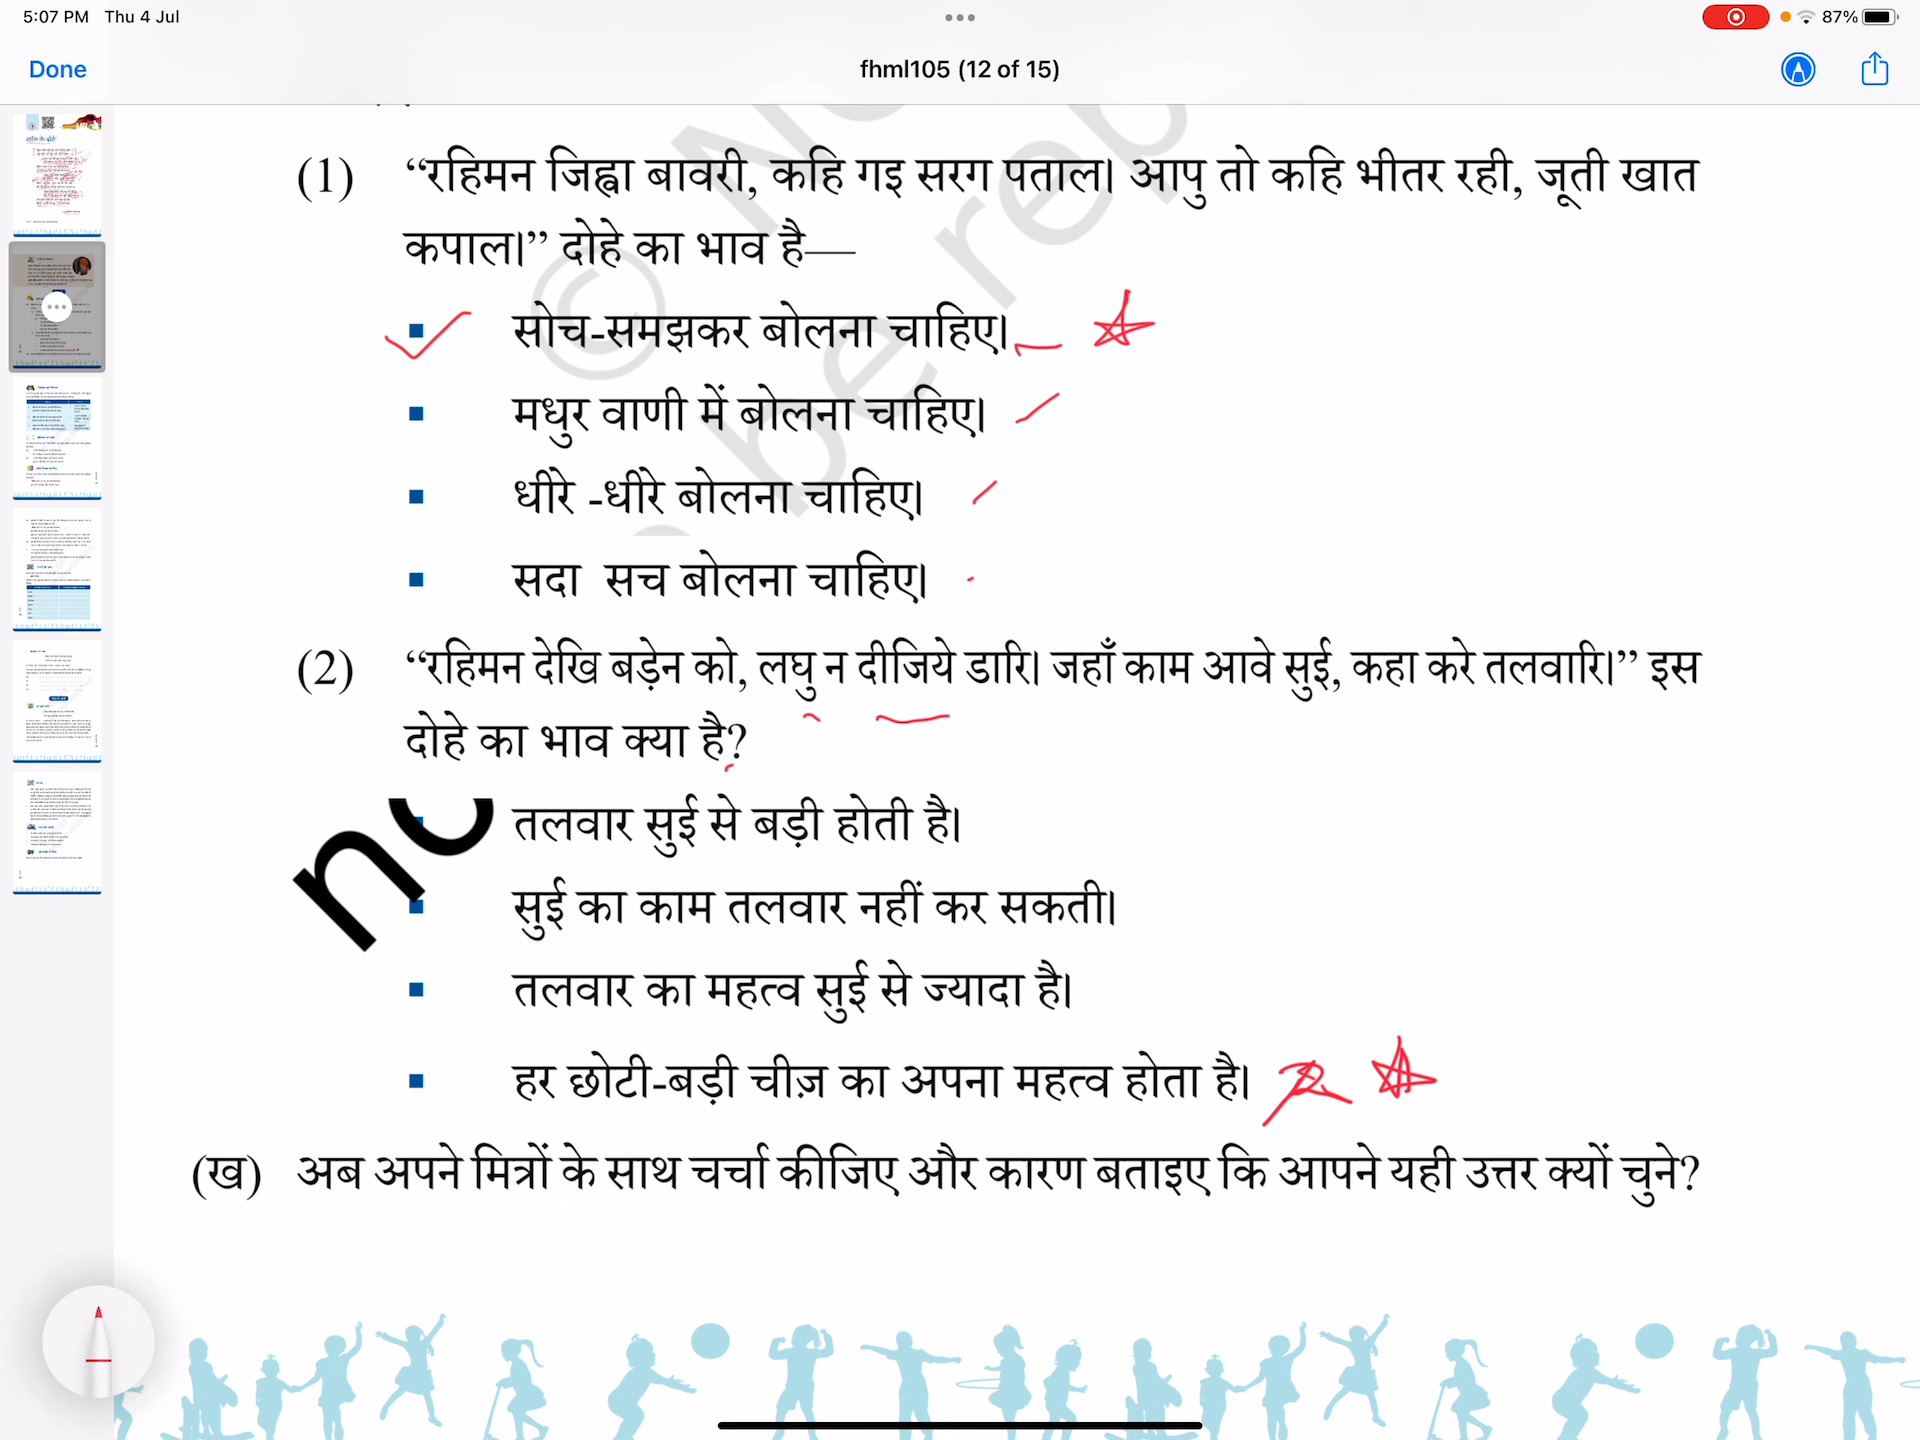 5:07 PM Thu 4 Jul
87%
Done
fhml105 (12 of 15)
(1) “रहिमन जिह्वा बावरी, कहि गइ सरग पताल। आपु तो कहि भीतर रही, जूती खात
कपाल।” दोहे का भाव है—
सोच-समझकर बोलना चाहिए।
मधुर वाणी में बोलना चाहिए।
धीरे -धीरे बोलना चाहिए।
सदा सच बोलना चाहिए।
(2) “रहिमन देखि बड़ेन को, लघु न दीजिये डारि। जहाँ काम आवे सुई, कहा करे तलवारि।” इस
दोहे का भाव क्या है?
तलवार सुई से बड़ी होती है।
सुई का काम तलवार नहीं कर सकती।
तलवार का महत्व सुई से ज्यादा है।
हर छोटी-बड़ी चीज़ का अपना महत्व होता है।
(ख) अब अपने मित्रों के साथ चर्चा कीजिए और कारण बताइए कि आपने यही उत्तर क्यों चुने?